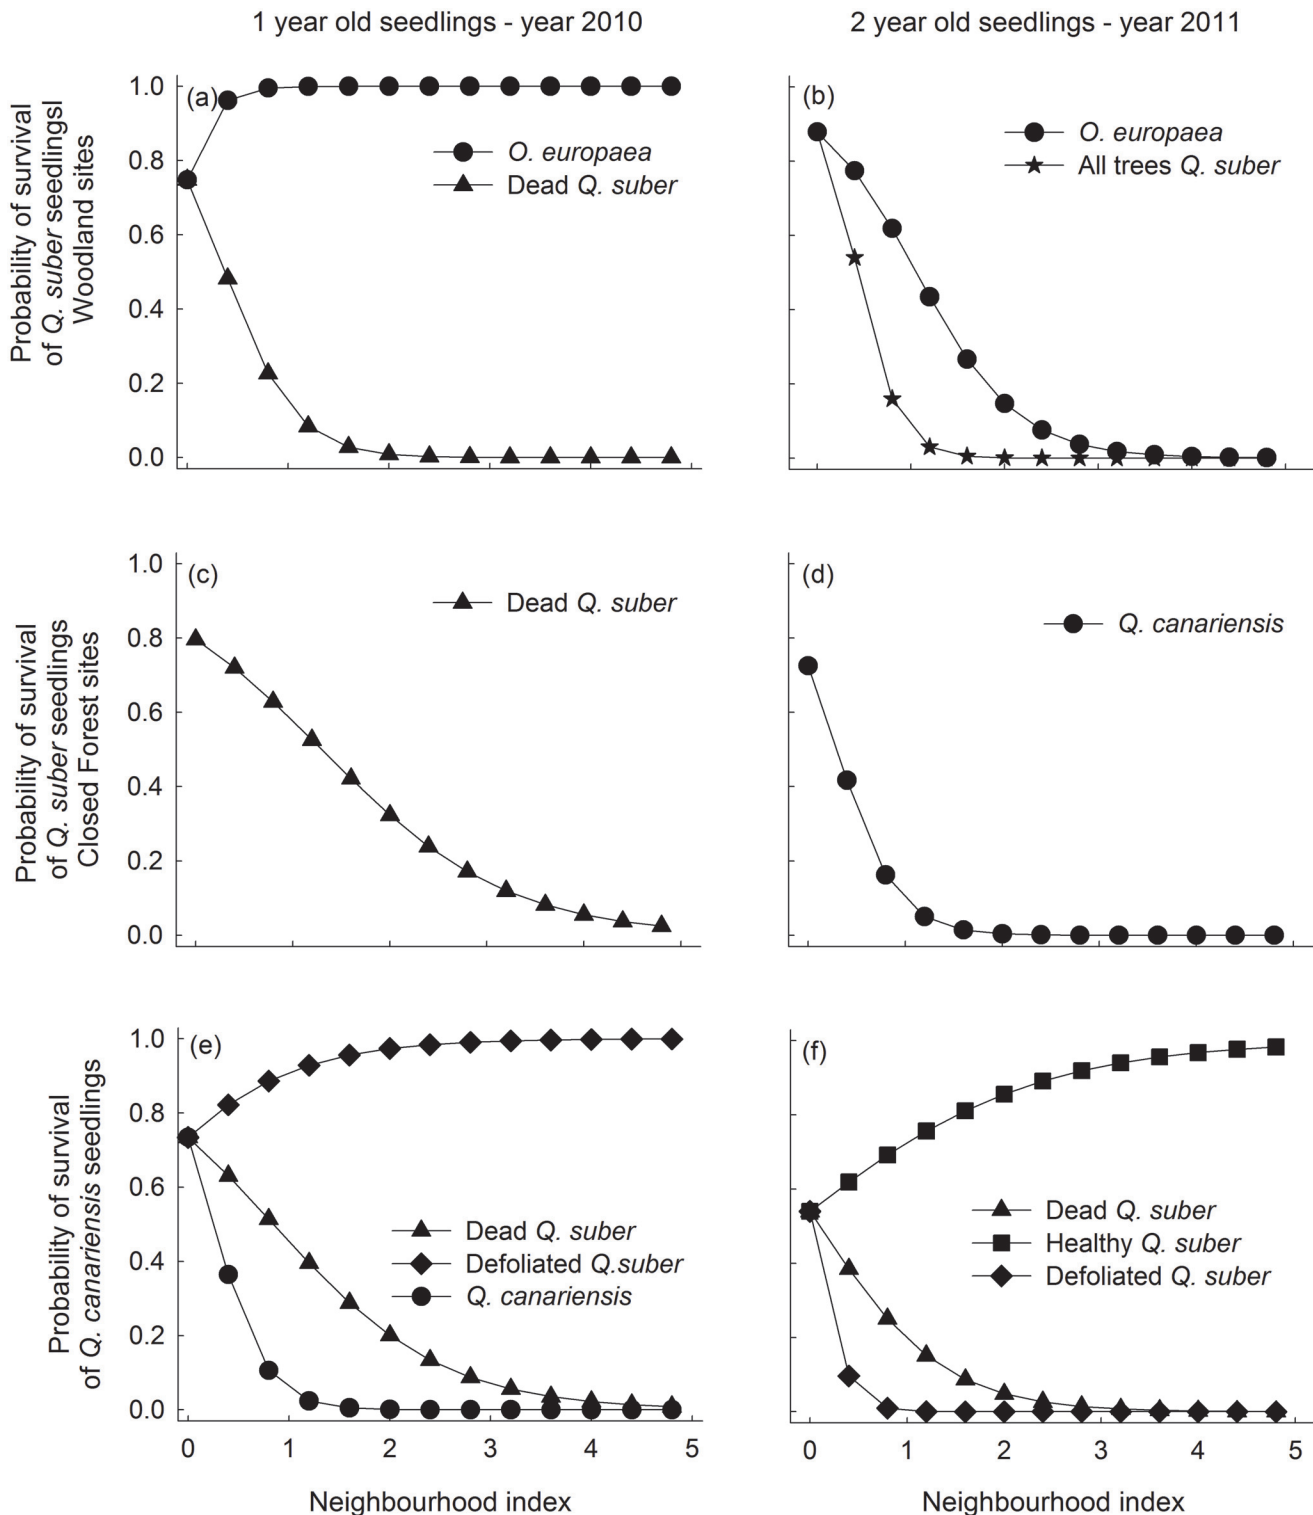 1 year old seedlings - year 2010
2 year old seedlings - year 2011
Probability of survival
of Q. suber seedlingsl
Woodland sites
1.0
0.8
0.6
0.4
0.2
0.0
(a)
O. europaea
Dead Q. suber
(b)
O. europaea
All trees Q. suber
Probability of survival
of Q. suber seedlings
Closed Forest sites
1.0
0.8
0.6
0.4
0.2
0.0
(c)
Dead Q. suber
(d)
Q. canariensis
Probability of survival
of Q. canariensis seedlings
1.0
0.8
0.6
0.4
0.2
0.0
(e)
Dead Q. suber
Defoliated Q.suber
Q. canariensis
(f)
Dead Q. suber
Healthy Q. suber
Defoliated Q. suber
0 1 2 3 4 5
0 1 2 3 4 5
Neighbourhood index
Neighbourhood index